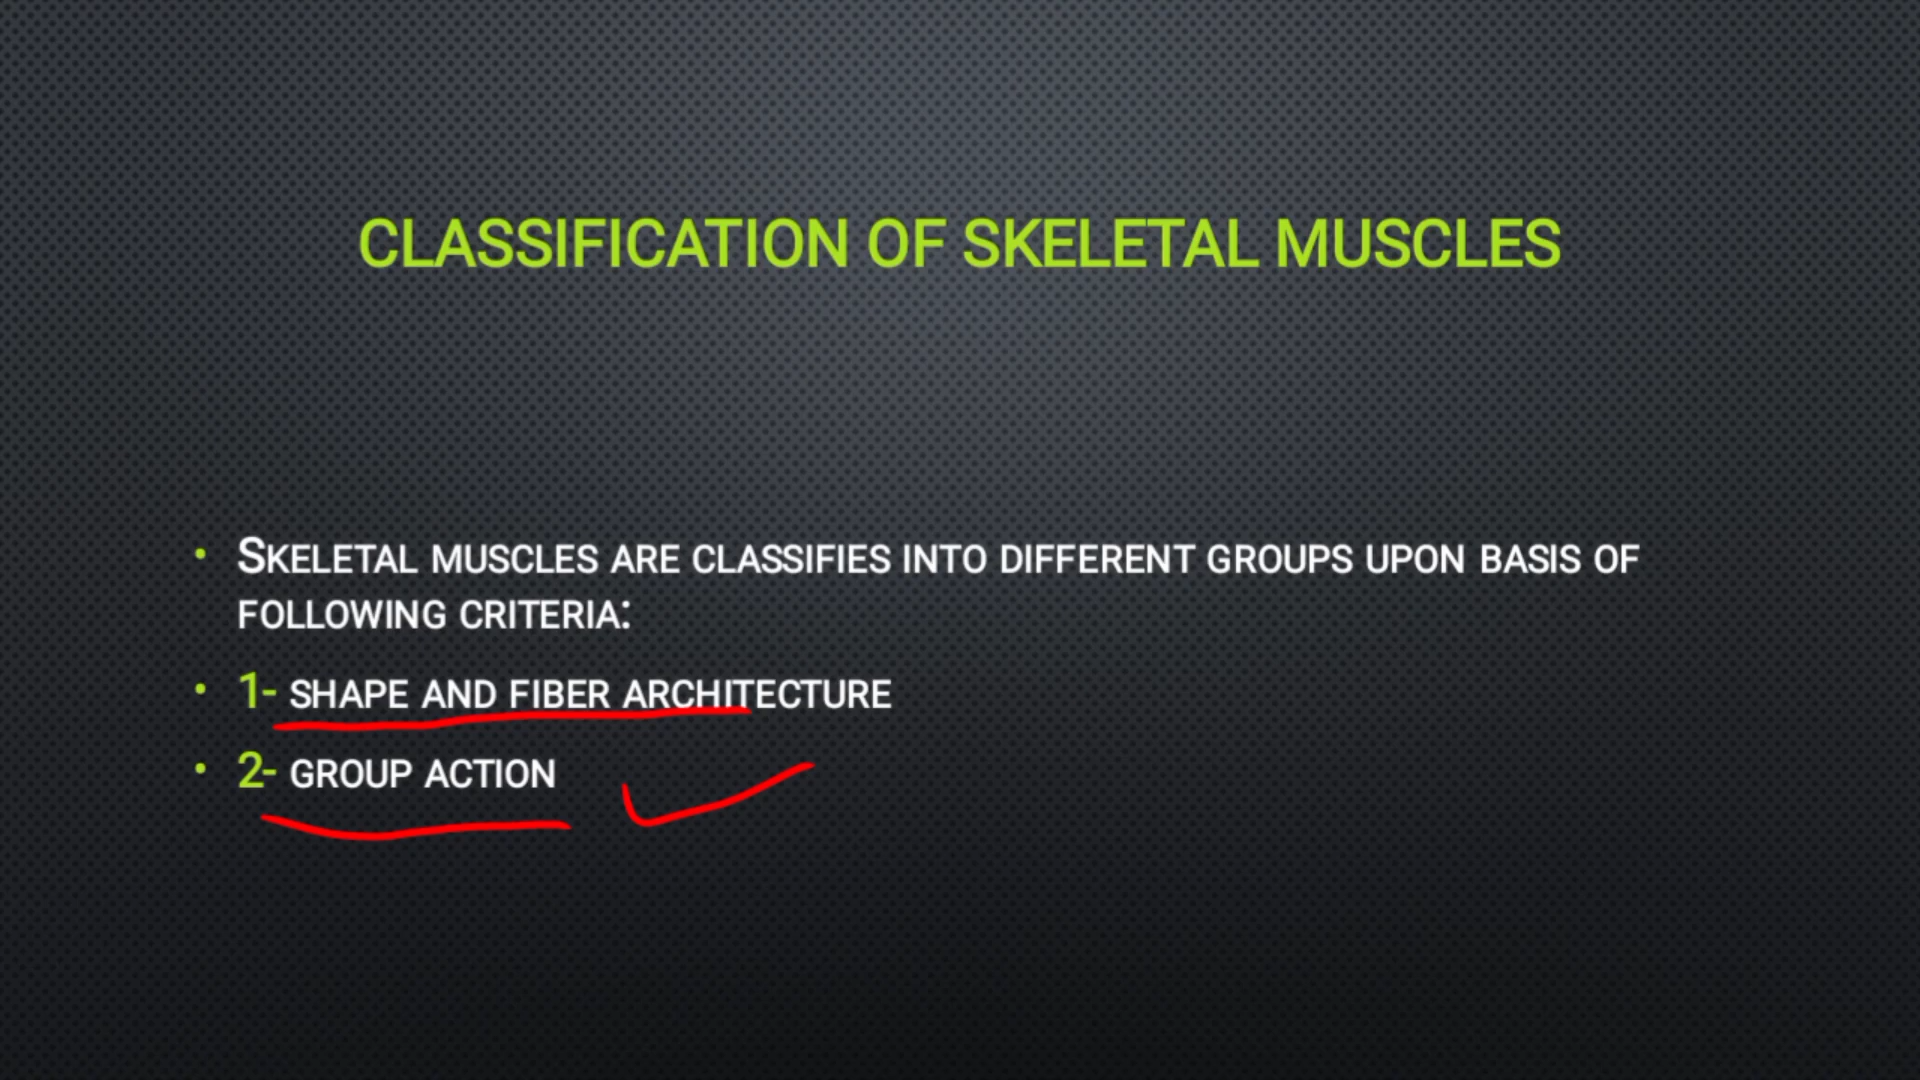 CLASSIFICATION OF SKELETAL MUSCLES
• SKELETAL MUSCLES ARE CLASSIFIES INTO DIFFERENT GROUPS UPON BASIS OF
FOLLOWING CRITERIA:
• 1- SHAPE AND FIBER ARCHITECTURE
• 2- GROUP ACTION